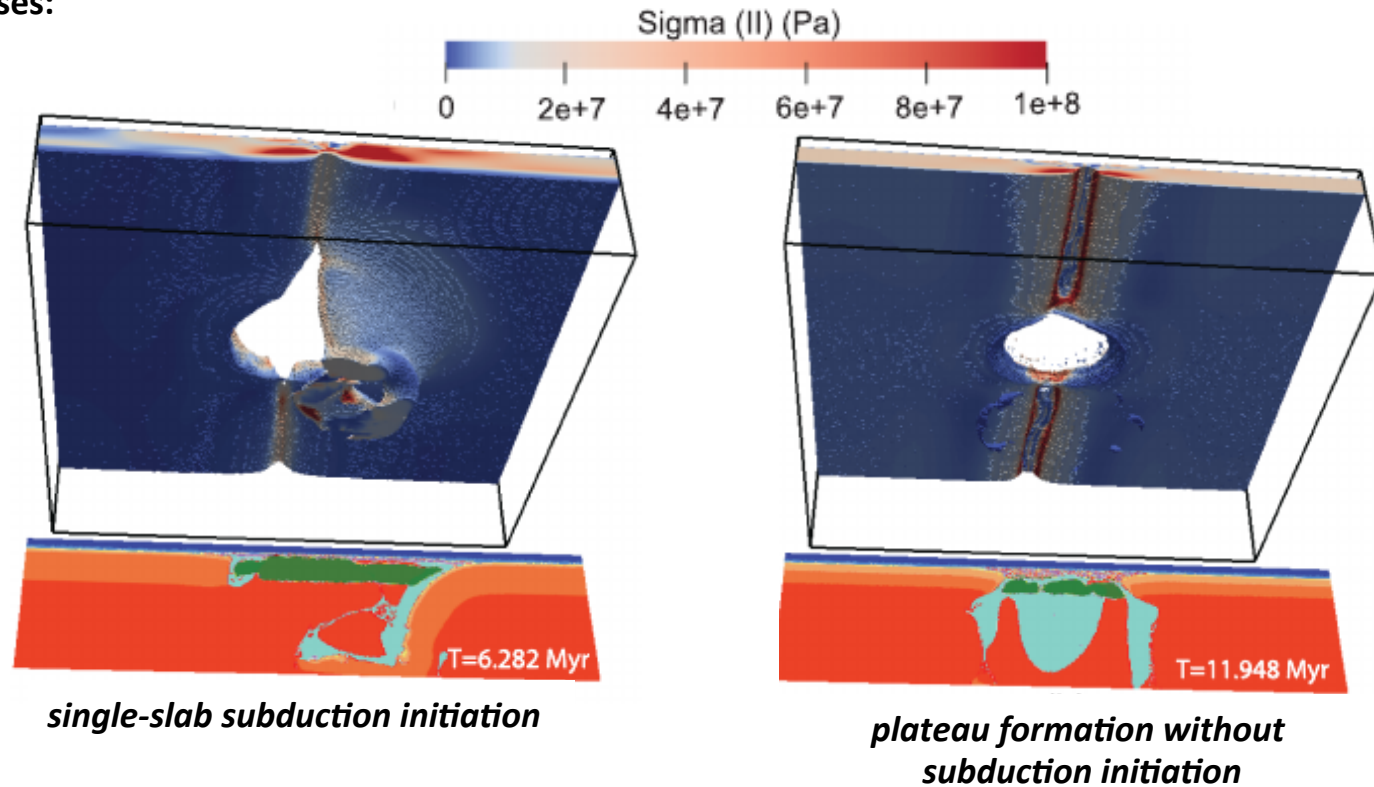 ses:
Sigma (II) (Pa)
0 2e+7 4e+7 6e+7 8e+7 1e+8
T=6.282 Myr
T=11.948 Myr
single-slab subduction initiation
plateau formation without
subduction initiation